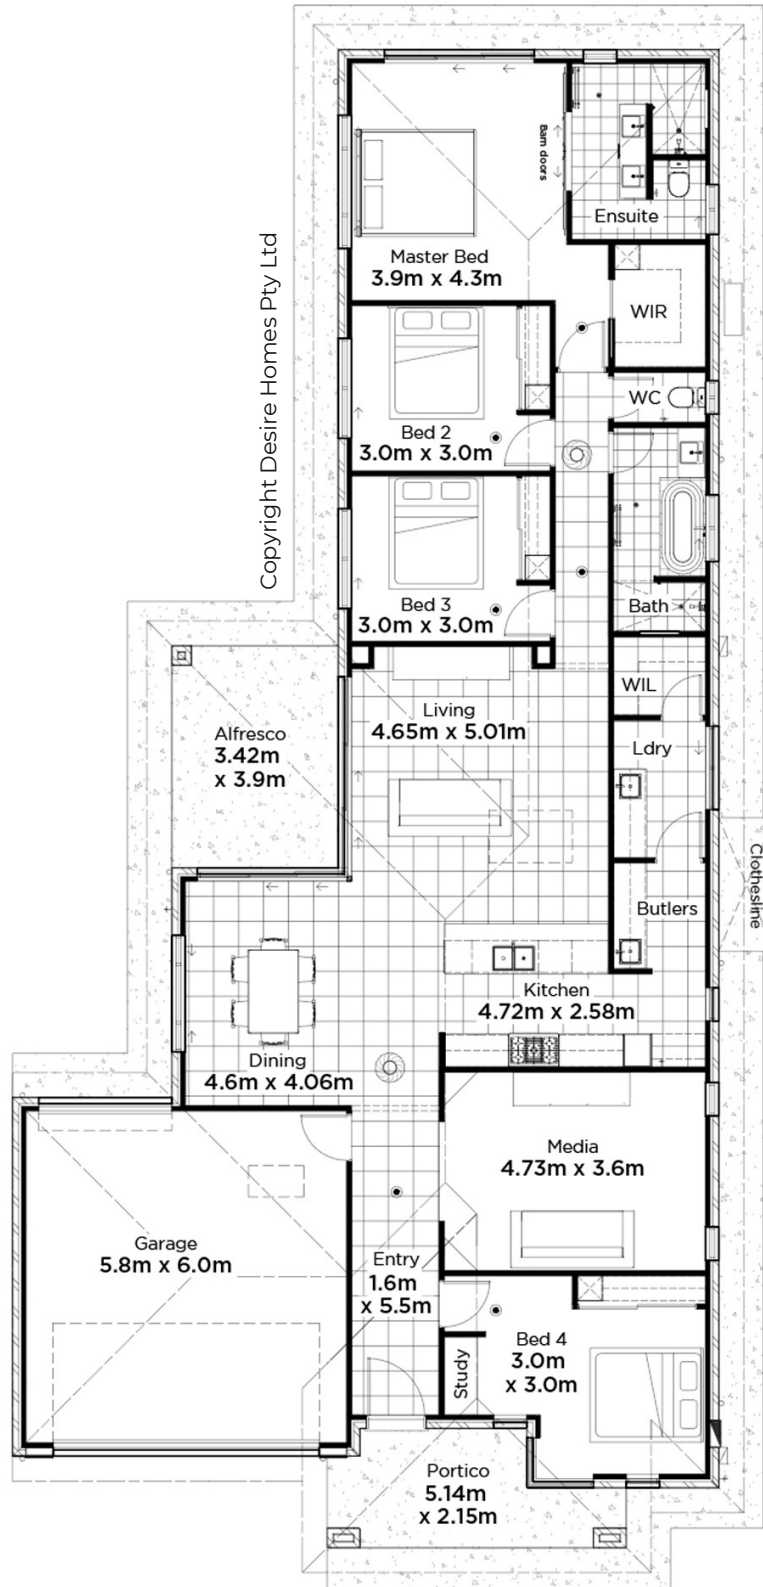 Barn doors
Ensuite
Master Bed
3.9m x 4.3m
WIR
Copyright Desire Homes Pty Ltd
WC
Bed 2
3.0m x 3.0m
Bed 3
3.0m x 3.0m
Bath
WIL
Living
4.65m x 5.01m
Alfresco
3.42m
x 3.9m
Ldry
Clothesline
Butlers
Kitchen
4.72m x 2.58m
Dining
4.6m x 4.06m
Media
4.73m x 3.6m
Garage
5.8m x 6.0m
Entry
1.6m
x 5.5m
Bed 4
3.0m
x 3.0m
Study
Portico
5.14m
x 2.15m